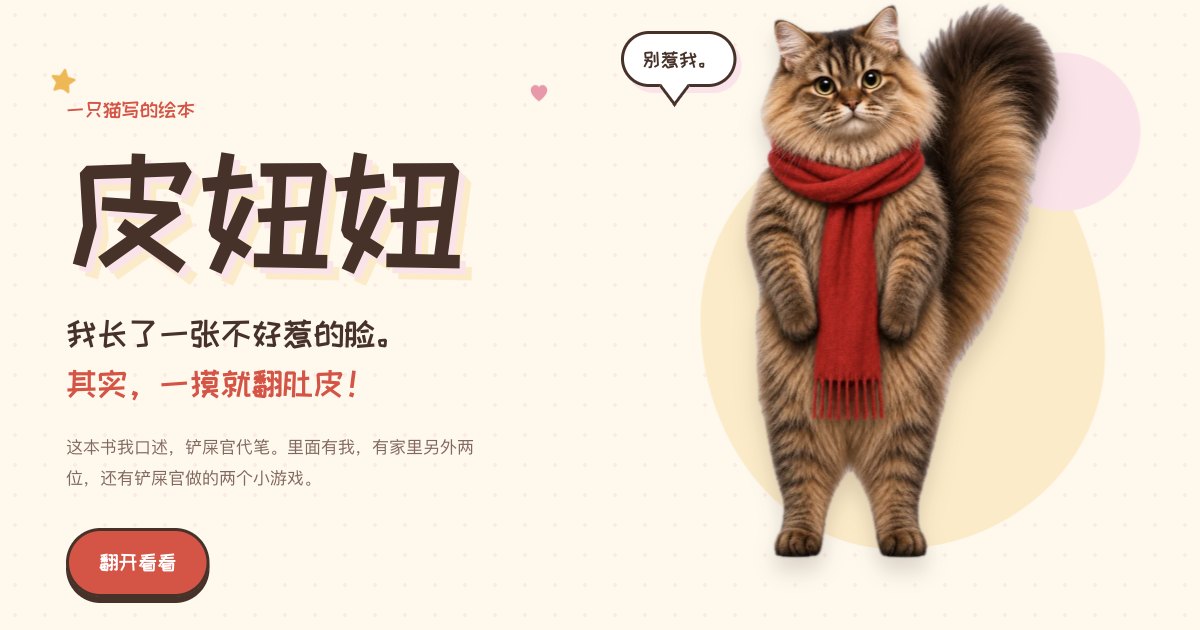 一只猫写的绘本
别惹我。
皮妞妞
我长了一张不好惹的脸。
其实，一摸就翻肚皮！
这本书我口述，铲屎官代笔。里面有我，有家里另外两
位，还有铲屎官做的两个小游戏。
翻开看看